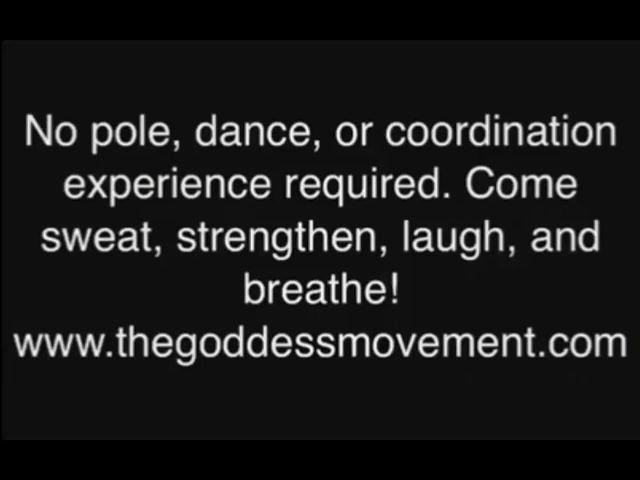 No pole, dance, or coordination
experience required. Come
sweat, strengthen, laugh, and
breathe!
www.thegoddessmovement.com